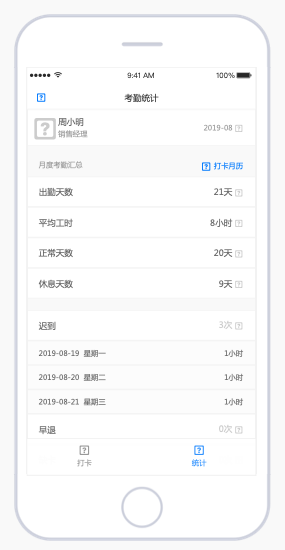 9:41 AM 100%
考勤统计
周小明
销售经理 2019-08
月度考勤汇总 打卡月历
出勤天数 21天
平均工时 8小时
正常天数 20天
休息天数 9天
迟到 3次
2019-08-19 星期一 1小时
2019-08-20 星期二 1小时
2019-08-21 星期三 1小时
早退 0次
打卡 统计